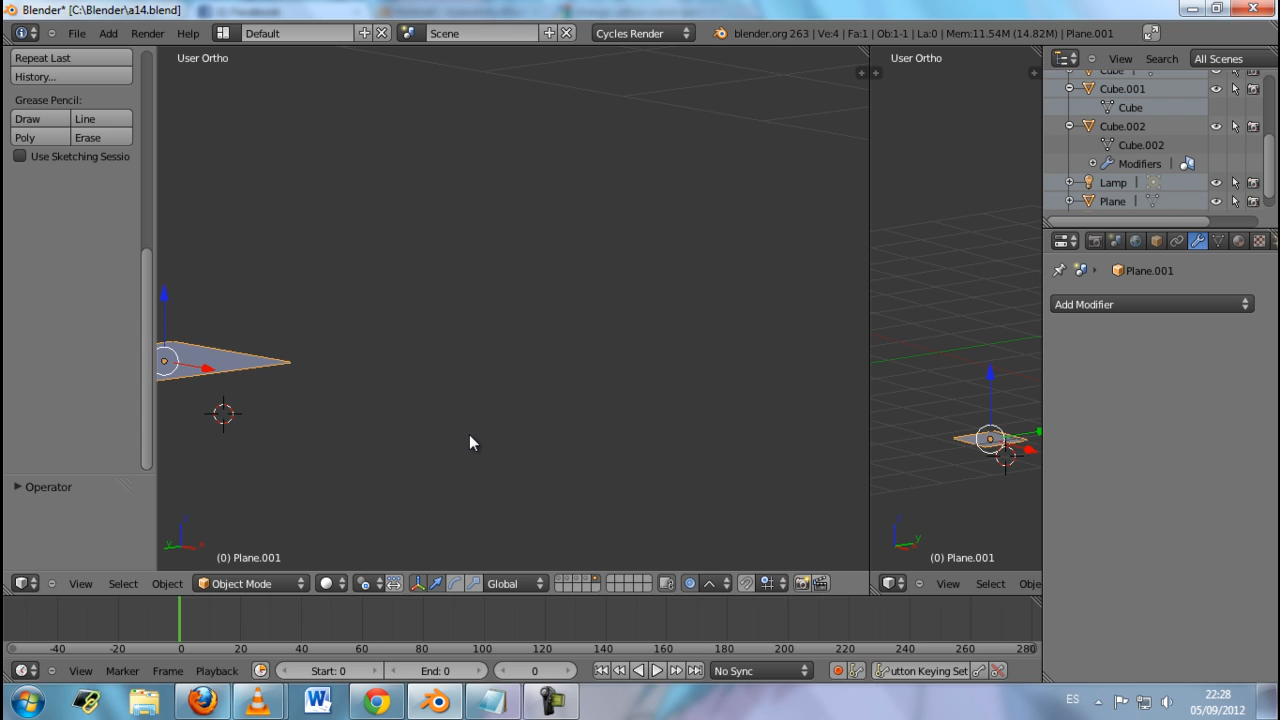 Blender* [C:\Blender\a14.blend]
File Add Render Help Default Scene Cycles Render blender.org 263 | Ve:4 | Fa:1 | Ob:1-1 | La:0 | Mem:11.54M (14.82M) | Plane.001
Repeat Last
History...
Grease Pencil:
Draw Line
Poly Erase
Use Sketching Sessio
Operator
User Ortho
(0) Plane.001
View Select Object Object Mode Global
User Ortho
(0) Plane.001
View Select Obje
View Search All Scenes
Cube
Cube.001
Cube
Cube.002
Cube.002
Modifiers
Lamp
Plane
Plane.001
Add Modifier
-40 -20 0 20 40 60 80 100 120 140 160 180 200 220 240 260 280
View Marker Frame Playback Start: 0 End: 0 0 No Sync utton Keying Set
ES 22:28
05/09/2012